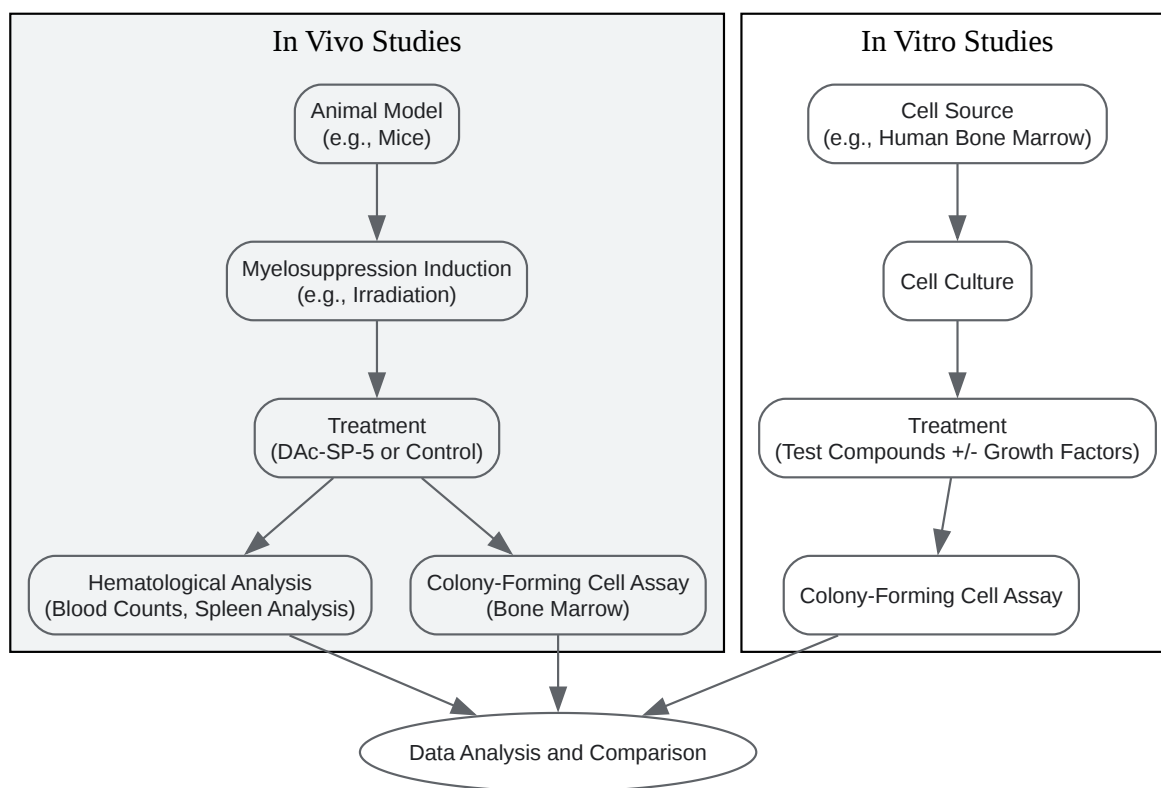 In Vivo Studies
Animal Model
(e.g., Mice)
Myelosuppression Induction
(e.g., Irradiation)
Treatment
(DAc-SP-5 or Control)
Hematological Analysis
(Blood Counts, Spleen Analysis)
Colony-Forming Cell Assay
(Bone Marrow)
In Vitro Studies
Cell Source
(e.g., Human Bone Marrow)
Cell Culture
Treatment
(Test Compounds +/- Growth Factors)
Colony-Forming Cell Assay
Data Analysis and Comparison